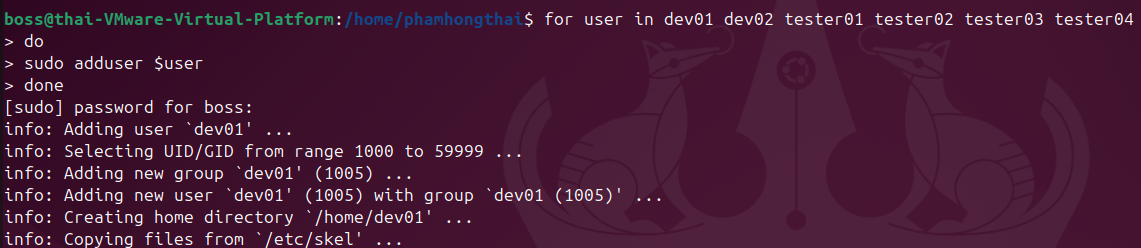 boss@thai-VMware-Virtual-Platform:/home/phamhongthai$ for user in dev01 dev02 tester01 tester02 tester03 tester04
> do
> sudo adduser $user
> done
[sudo] password for boss:
info: Adding user `dev01' ...
info: Selecting UID/GID from range 1000 to 59999 ...
info: Adding new group `dev01' (1005) ...
info: Adding new user `dev01' (1005) with group `dev01 (1005)' ...
info: Creating home directory `/home/dev01' ...
info: Copying files from `/etc/skel' ...